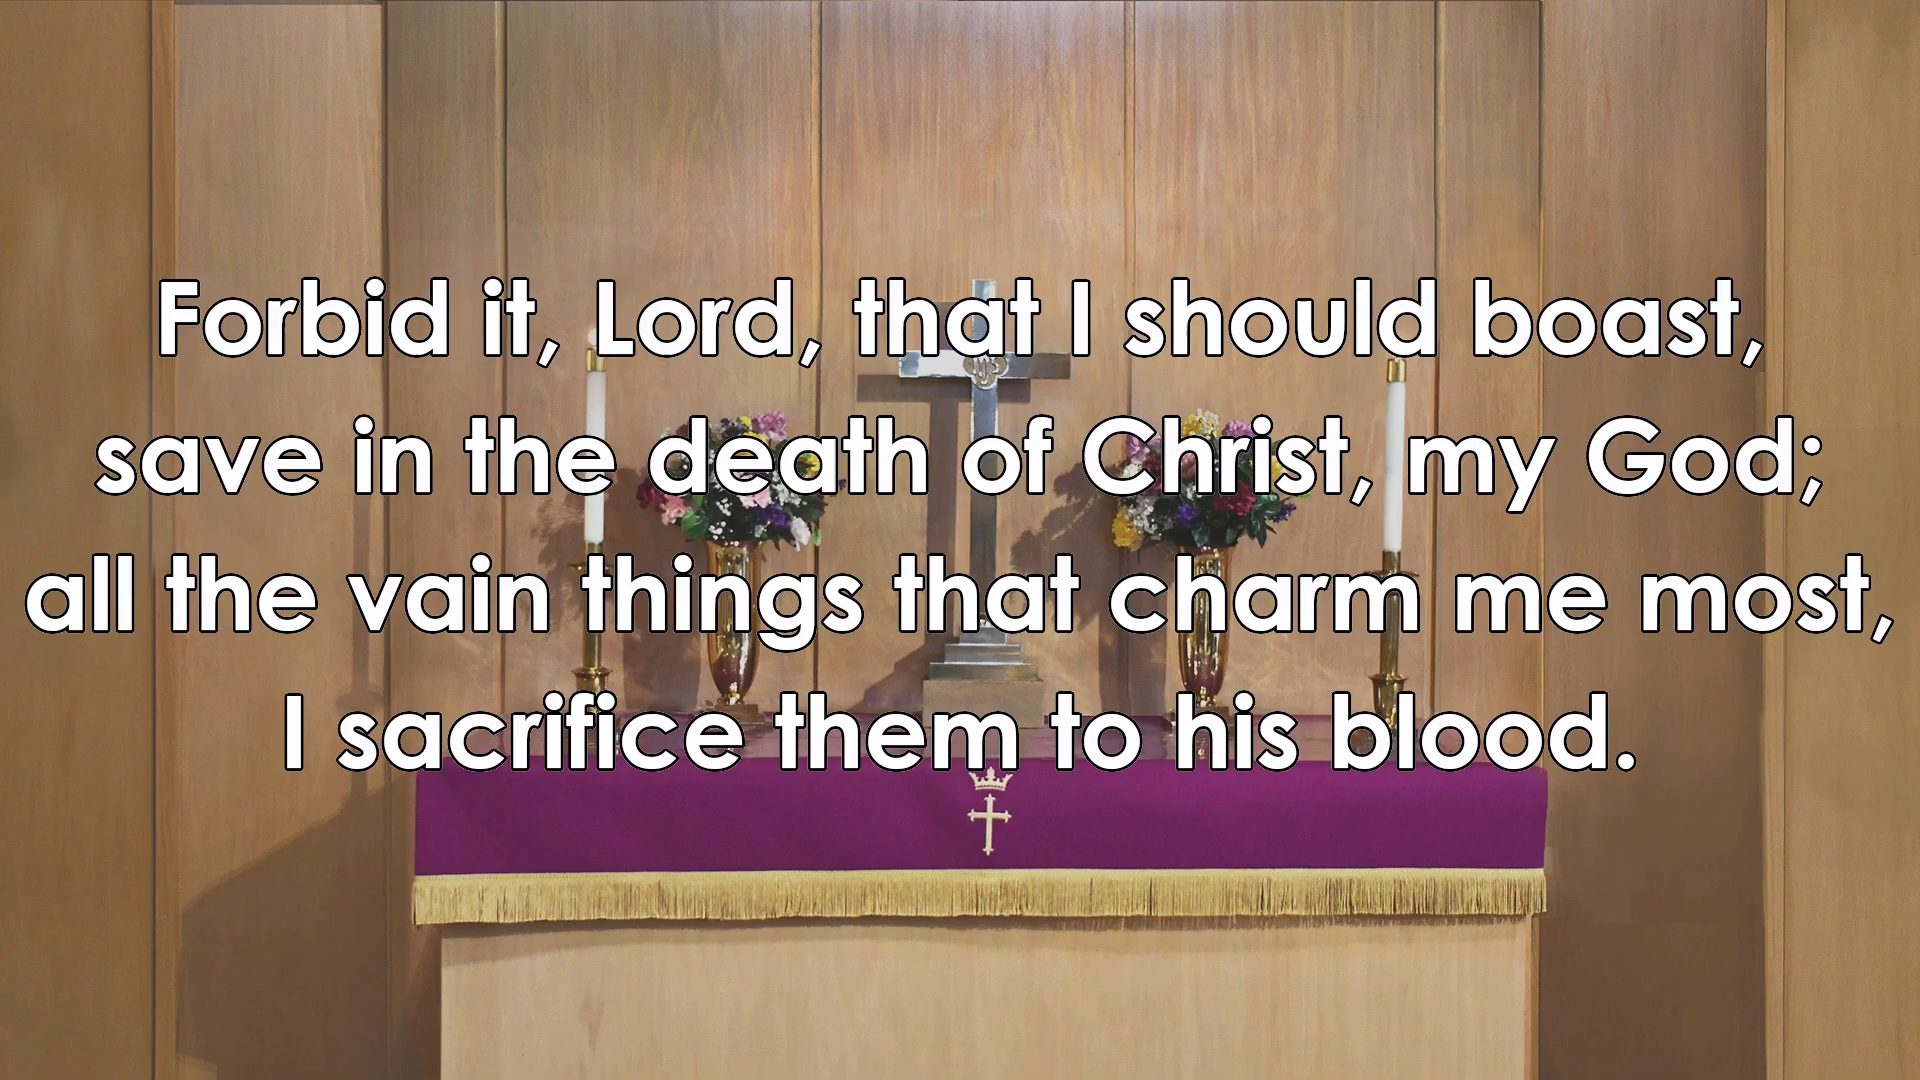 Forbid it, Lord, that I should boast,
save in the death of Christ, my God;
all the vain things that charm me most,
I sacrifice them to his blood.